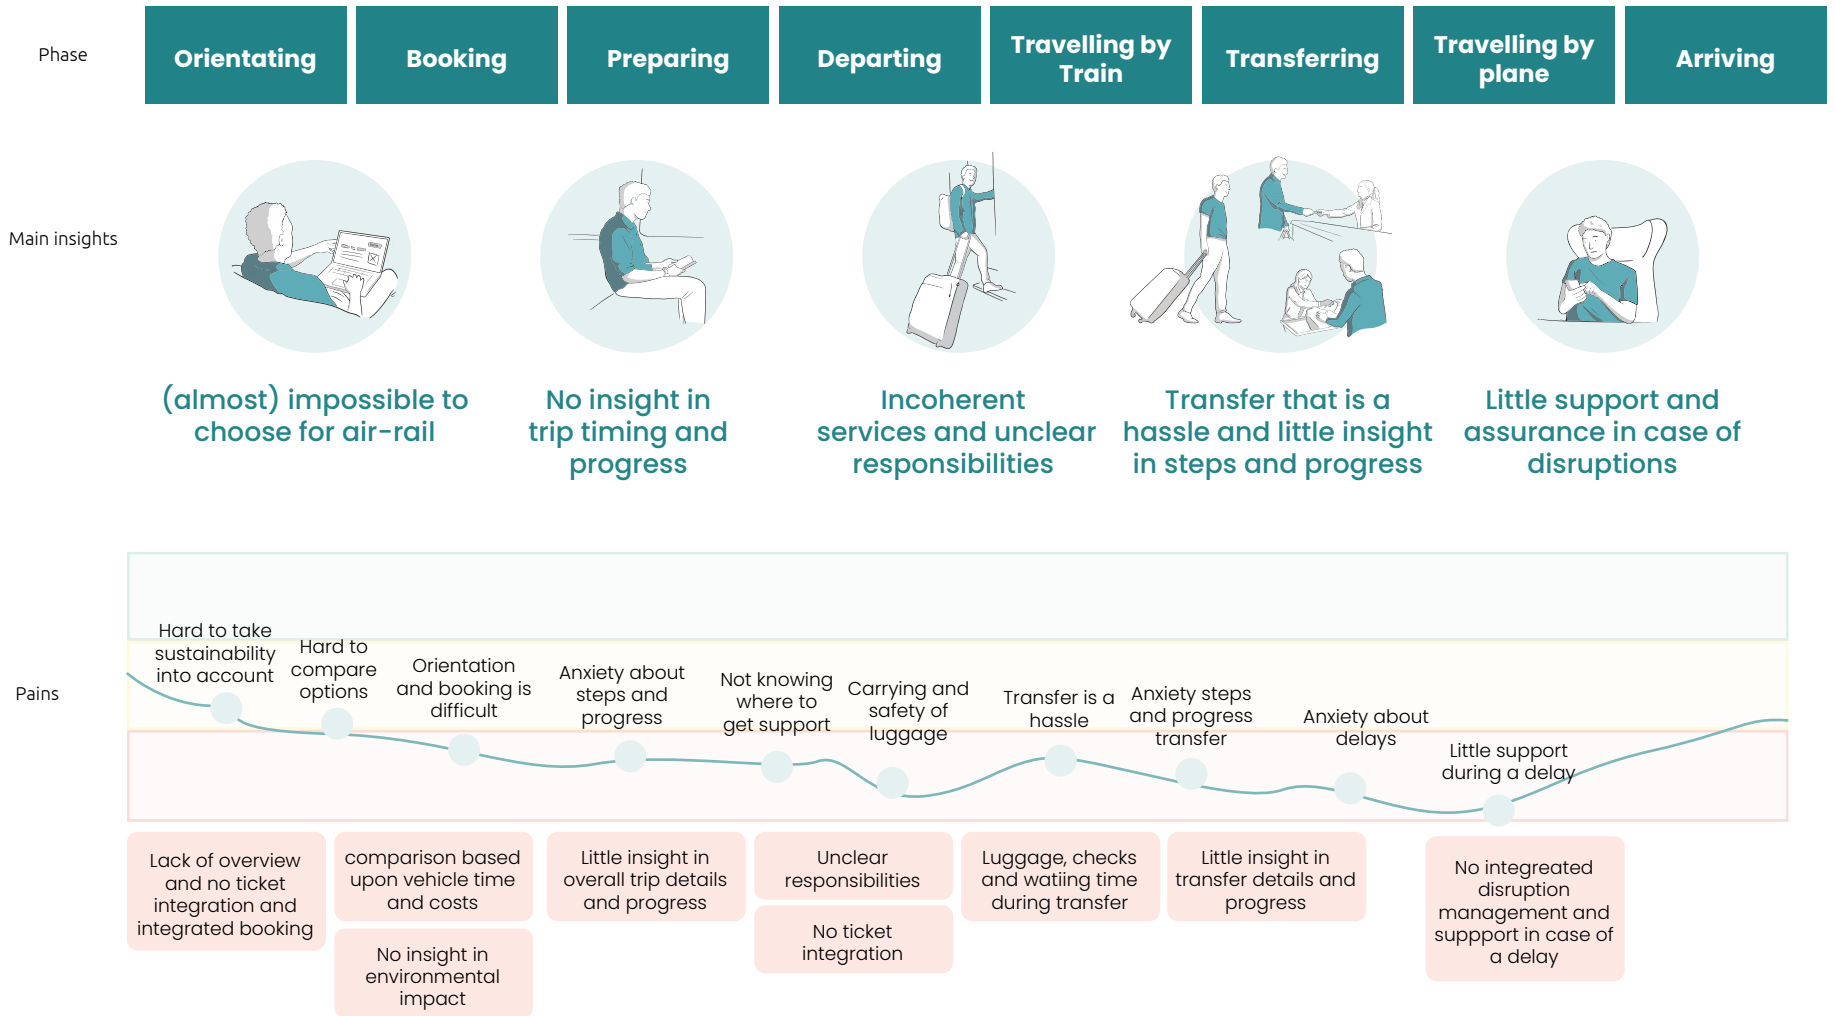 Phase
Orientating
Booking
Preparing
Departing
Travelling by
Train
Transferring
Travelling by
plane
Arriving
Main insights
(almost) impossible to
choose for air-rail
No insight in
trip timing and
progress
Incoherent
services and unclear
responsibilities
Transfer that is a
hassle and little insight
in steps and progress
Little support and
assurance in case of
disruptions
Pains
Hard to take
sustainability
into account
Hard to
compare
options
Orientation
and booking is
difficult
Anxiety about
steps and
progress
Not knowing
where to
get support
Carrying and
safety of
luggage
Transfer is a
hassle
Anxiety steps
and progress
transfer
Anxiety about
delays
Little support
during a delay
Lack of overview
and no ticket
integration and
integrated booking
comparison based
upon vehicle time
and costs
No insight in
environmental
impact
Little insight in
overall trip details
and progress
Unclear
responsibilities
No ticket
integration
Luggage, checks
and watiing time
during transfer
Little insight in
transfer details and
progress
No integreated
disruption
management and
suppport in case of
a delay